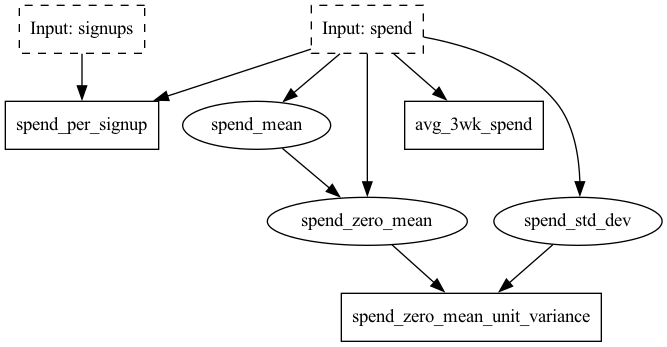 Input: signups
Input: spend
spend_per_signup
spend_mean
avg_3wk_spend
spend_zero_mean
spend_std_dev
spend_zero_mean_unit_variance